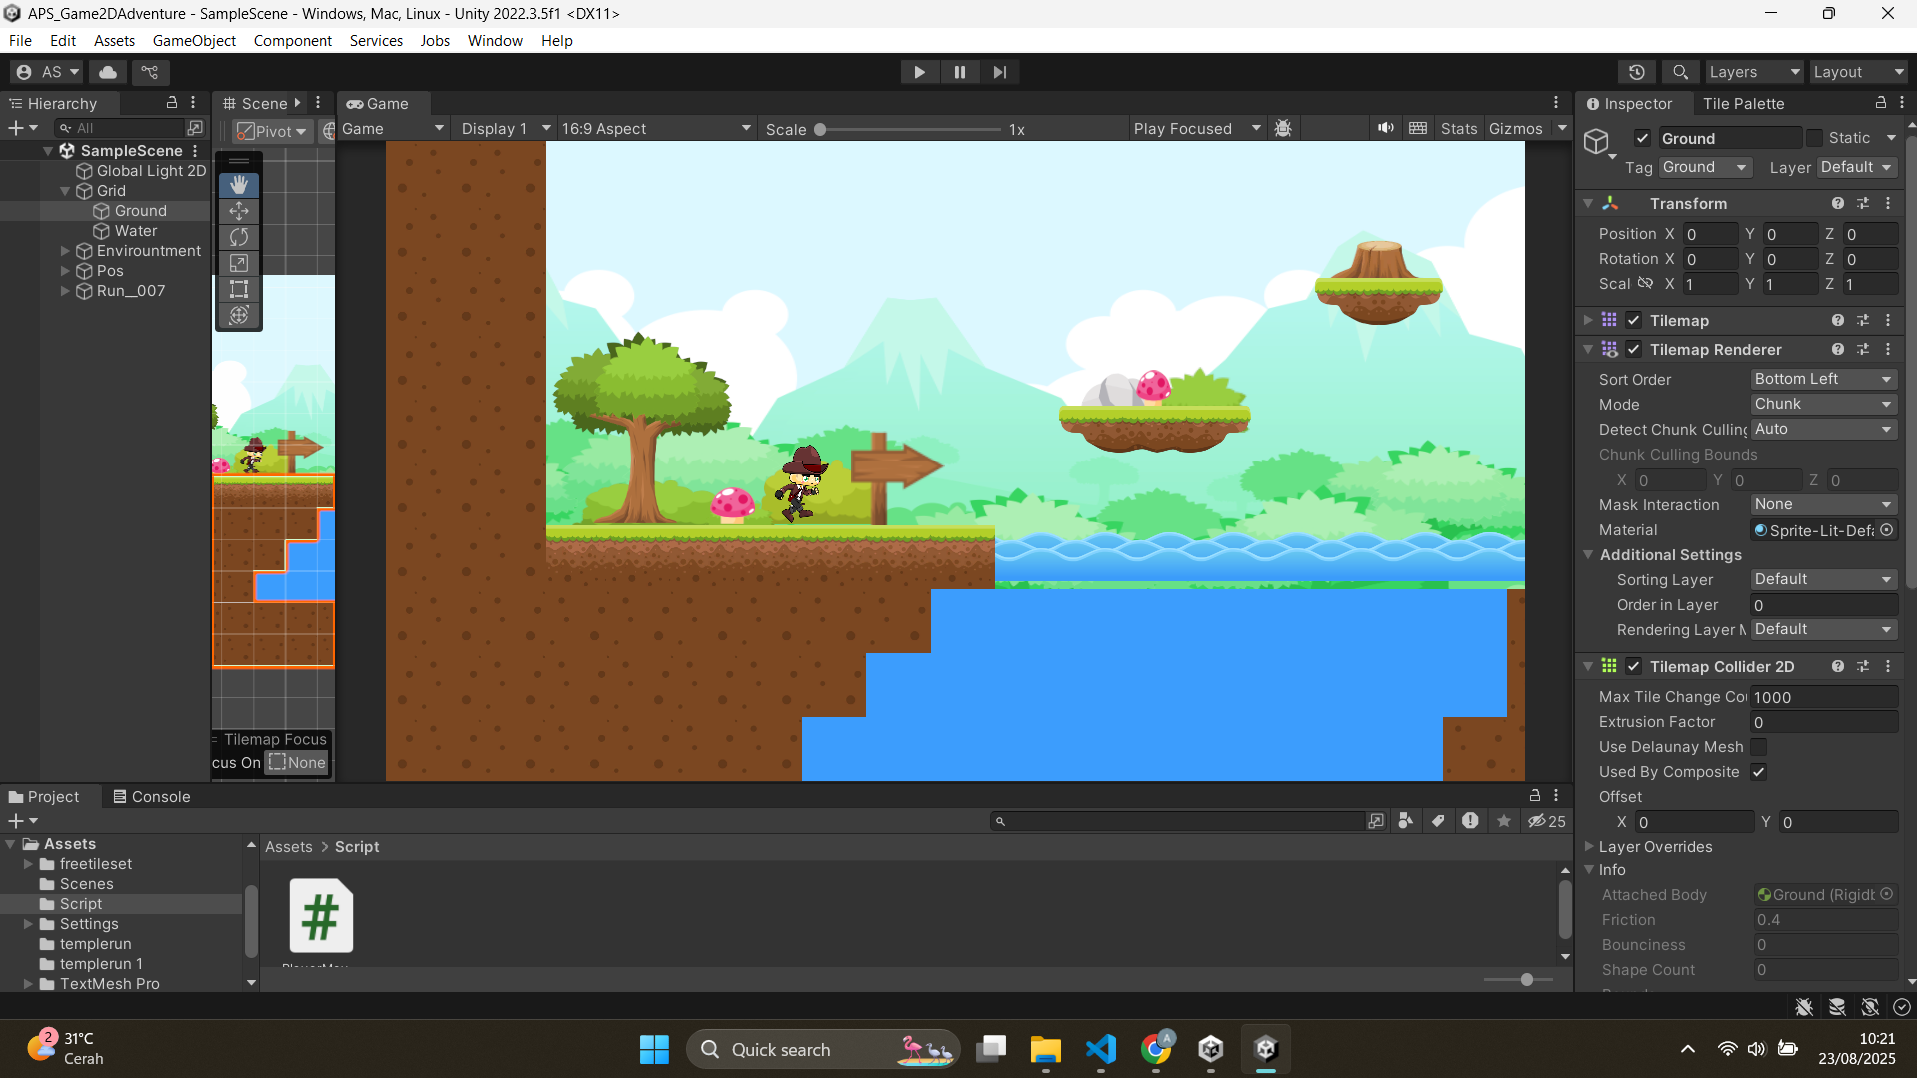 APS_Game2DAdventure - SampleScene - Windows, Mac, Linux - Unity 2022.3.5f1 <DX11>
File Edit Assets GameObject Component Services Jobs Window Help
AS
Layers Layout
Hierarchy
Scene
Game
Inspector Tile Palette
All
Pivot
Game Display 1 16:9 Aspect Scale 1x Play Focused Stats Gizmos
SampleScene
Global Light 2D
Grid
Ground
Water
Envirountment
Pos
Run__007
Tilemap Focus
cus On None
Ground Static
Tag Ground Layer Default
Transform
Position X 0 Y 0 Z 0
Rotation X 0 Y 0 Z 0
Scal X 1 Y 1 Z 1
Tilemap
Tilemap Renderer
Sort Order Bottom Left
Mode Chunk
Detect Chunk Culling Auto
Chunk Culling Bounds
X 0 Y 0 Z 0
Mask Interaction None
Material Sprite-Lit-Defa
Additional Settings
Sorting Layer Default
Order in Layer 0
Rendering Layer M Default
Tilemap Collider 2D
Max Tile Change Cou 1000
Extrusion Factor 0
Use Delaunay Mesh
Used By Composite
Offset
X 0 Y 0
Layer Overrides
Info
Attached Body Ground (Rigidb
Friction 0.4
Bounciness 0
Shape Count 0
Project Console
25
Assets
freetileset
Scenes
Script
Settings
templerun
templerun 1
TextMesh Pro
Assets > Script
#
31°C
Cerah
2
Quick search
A
10:21
23/08/2025